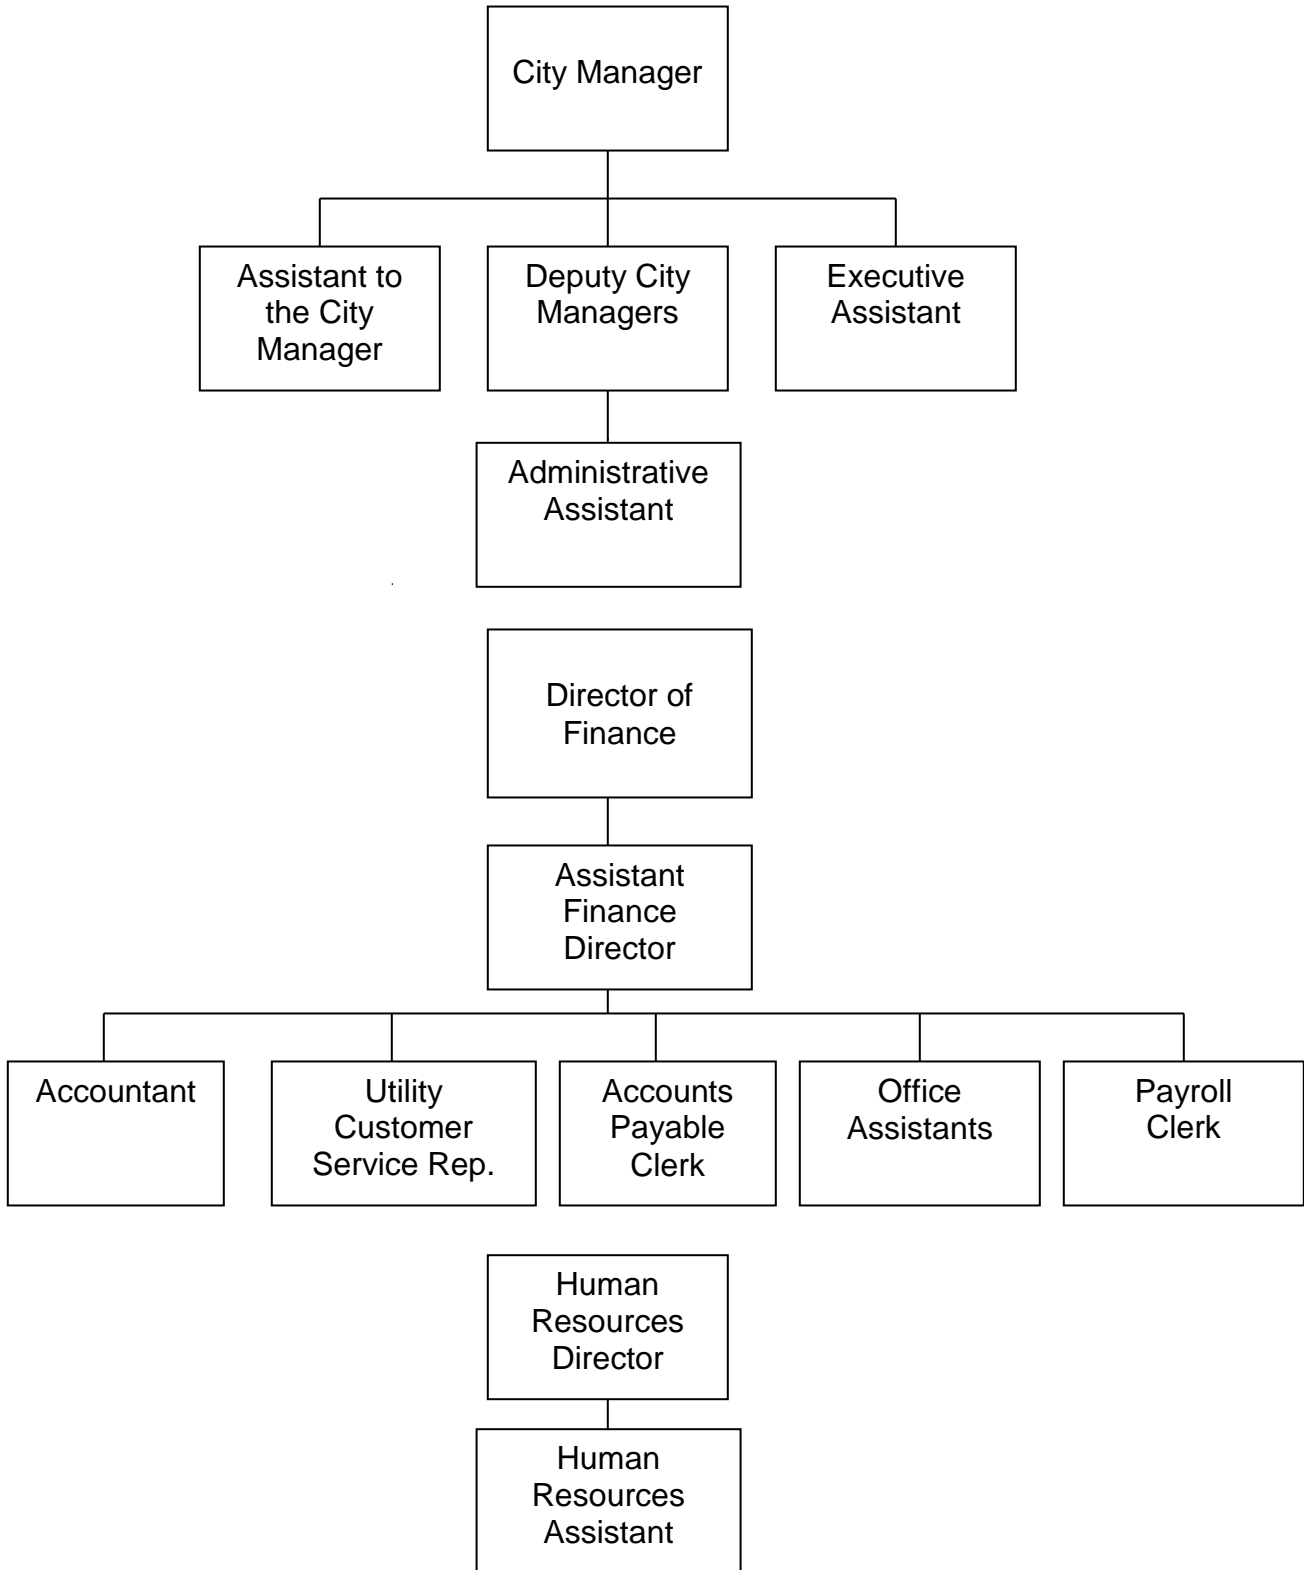 City Manager
Assistant to
the City
Manager
Deputy City
Managers
Executive
Assistant
Administrative
Assistant
Director of
Finance
Assistant
Finance
Director
Accountant
Utility
Customer
Service Rep.
Accounts
Payable
Clerk
Office
Assistants
Payroll
Clerk
Human
Resources
Director
Human
Resources
Assistant